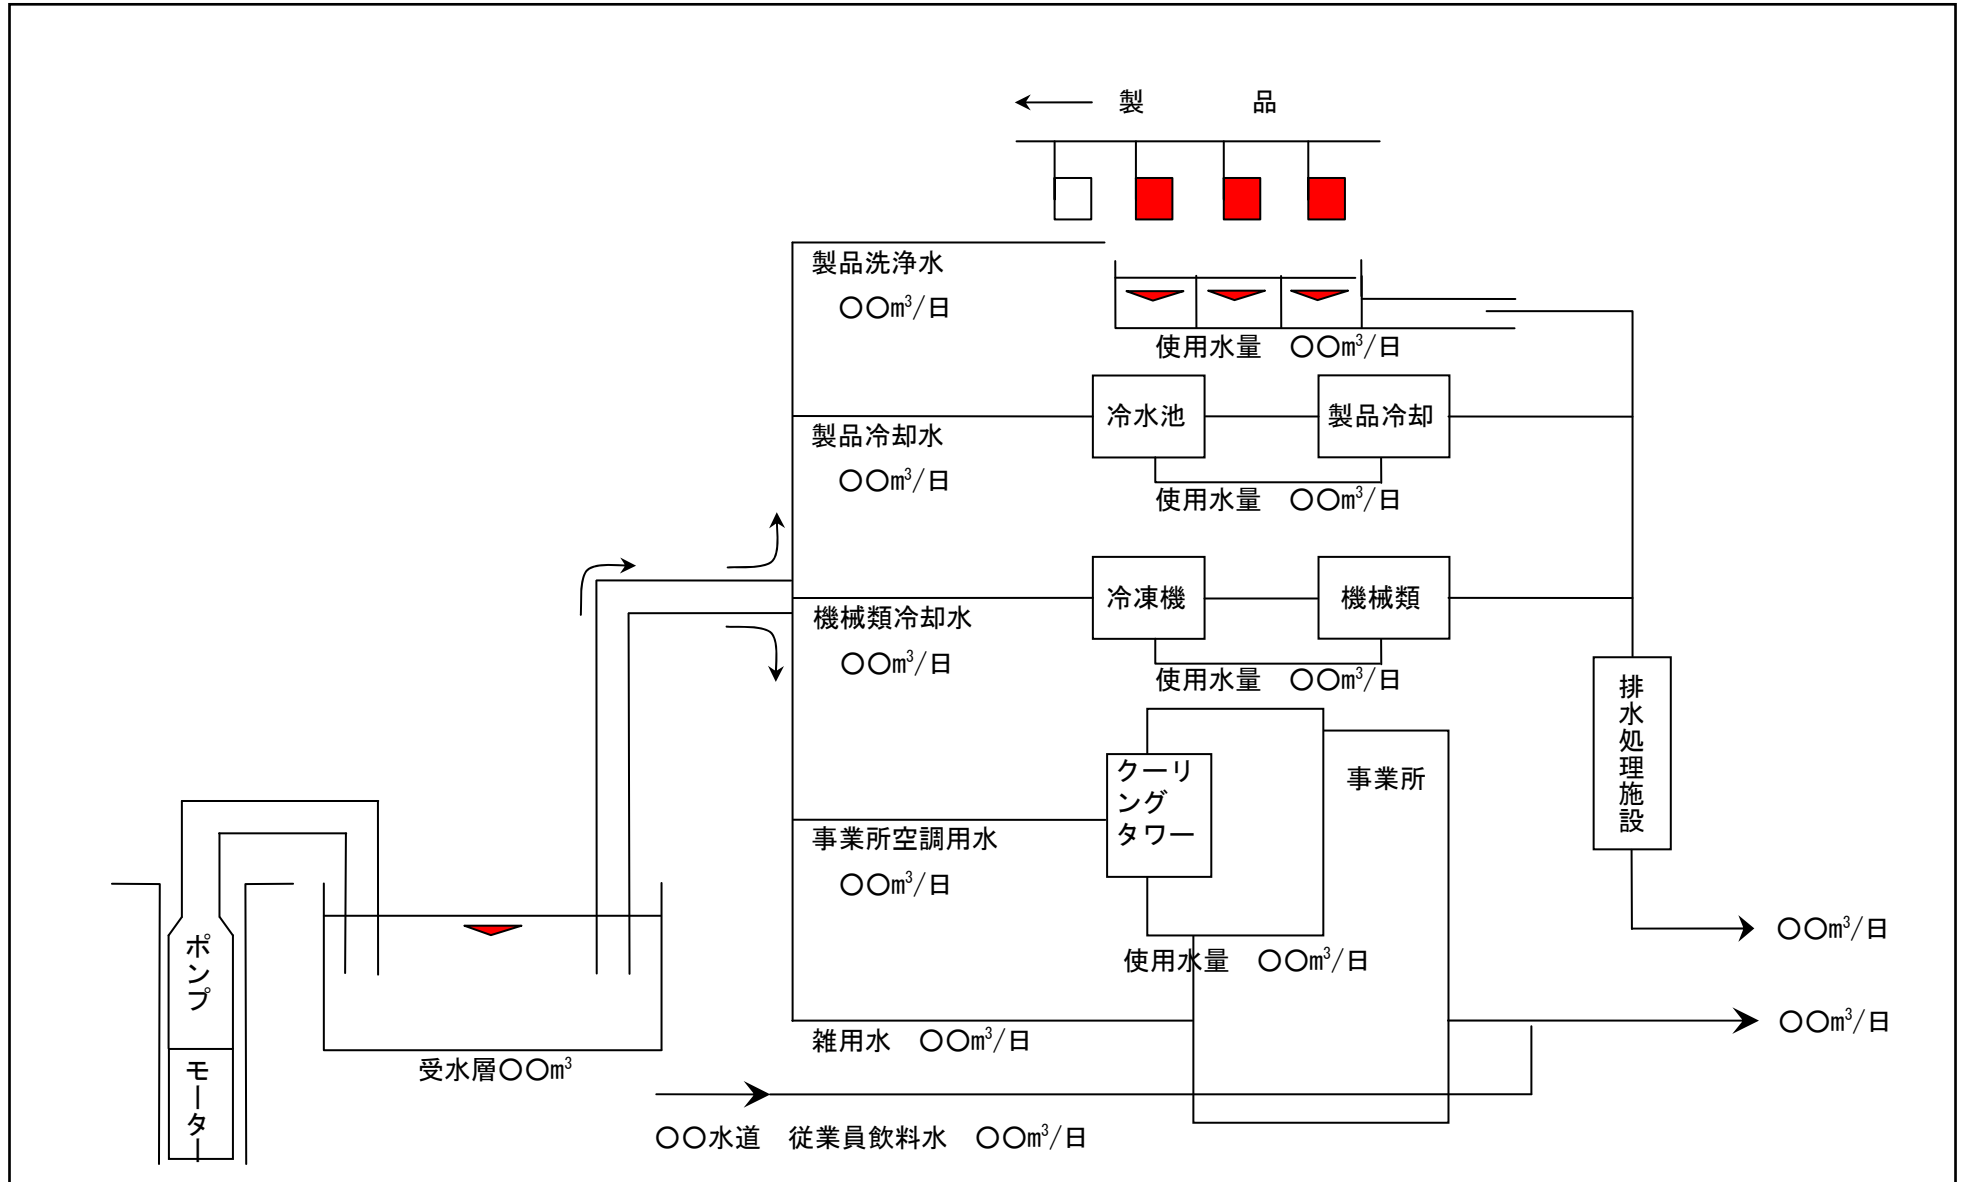 製　品
製品洗浄水
〇〇m³/日
使用水量　〇〇m³/日
冷水池
製品冷却
製品冷却水
〇〇m³/日
使用水量　〇〇m³/日
冷凍機
機械類
機械類冷却水
〇〇m³/日
使用水量　〇〇m³/日
排水処理施設
クーリ
ング
タワー
事業所
事業所空調用水
〇〇m³/日
使用水量　〇〇m³/日
〇〇m³/日
ポンプ
モーター
受水層〇〇m³
雑用水　〇〇m³/日
〇〇m³/日
〇〇水道　従業員飲料水　〇〇m³/日